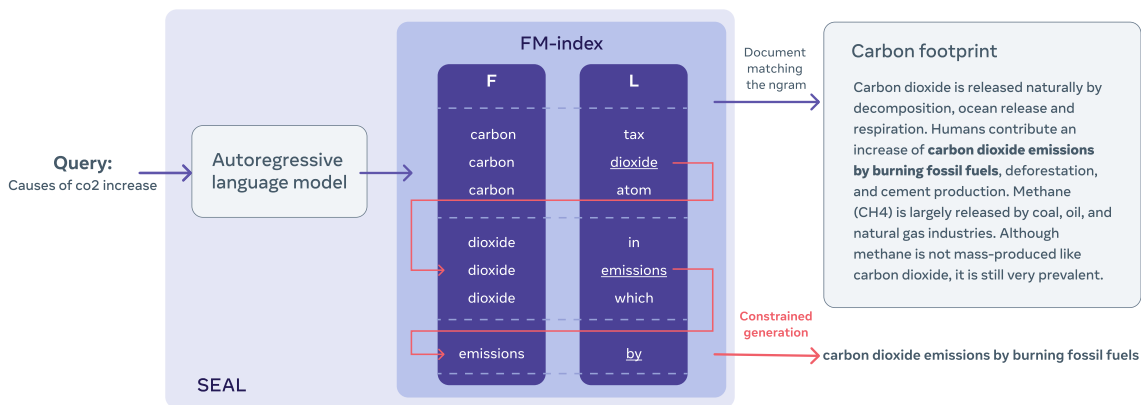 Query:
Causes of co2 increase
Autoregressive
language model
SEAL
FM-index
F
L
carbon
tax
carbon
dioxide
carbon
atom
dioxide
in
dioxide
emissions
dioxide
which
emissions
by
Document
matching
the ngram
Carbon footprint
Carbon dioxide is released naturally by
decomposition, ocean release and
respiration. Humans contribute an
increase of carbon dioxide emissions
by burning fossil fuels, deforestation,
and cement production. Methane
(CH4) is largely released by coal, oil, and
natural gas industries. Although
methane is not mass-produced like
carbon dioxide, it is still very prevalent.
Constrained
generation
carbon dioxide emissions by burning fossil fuels